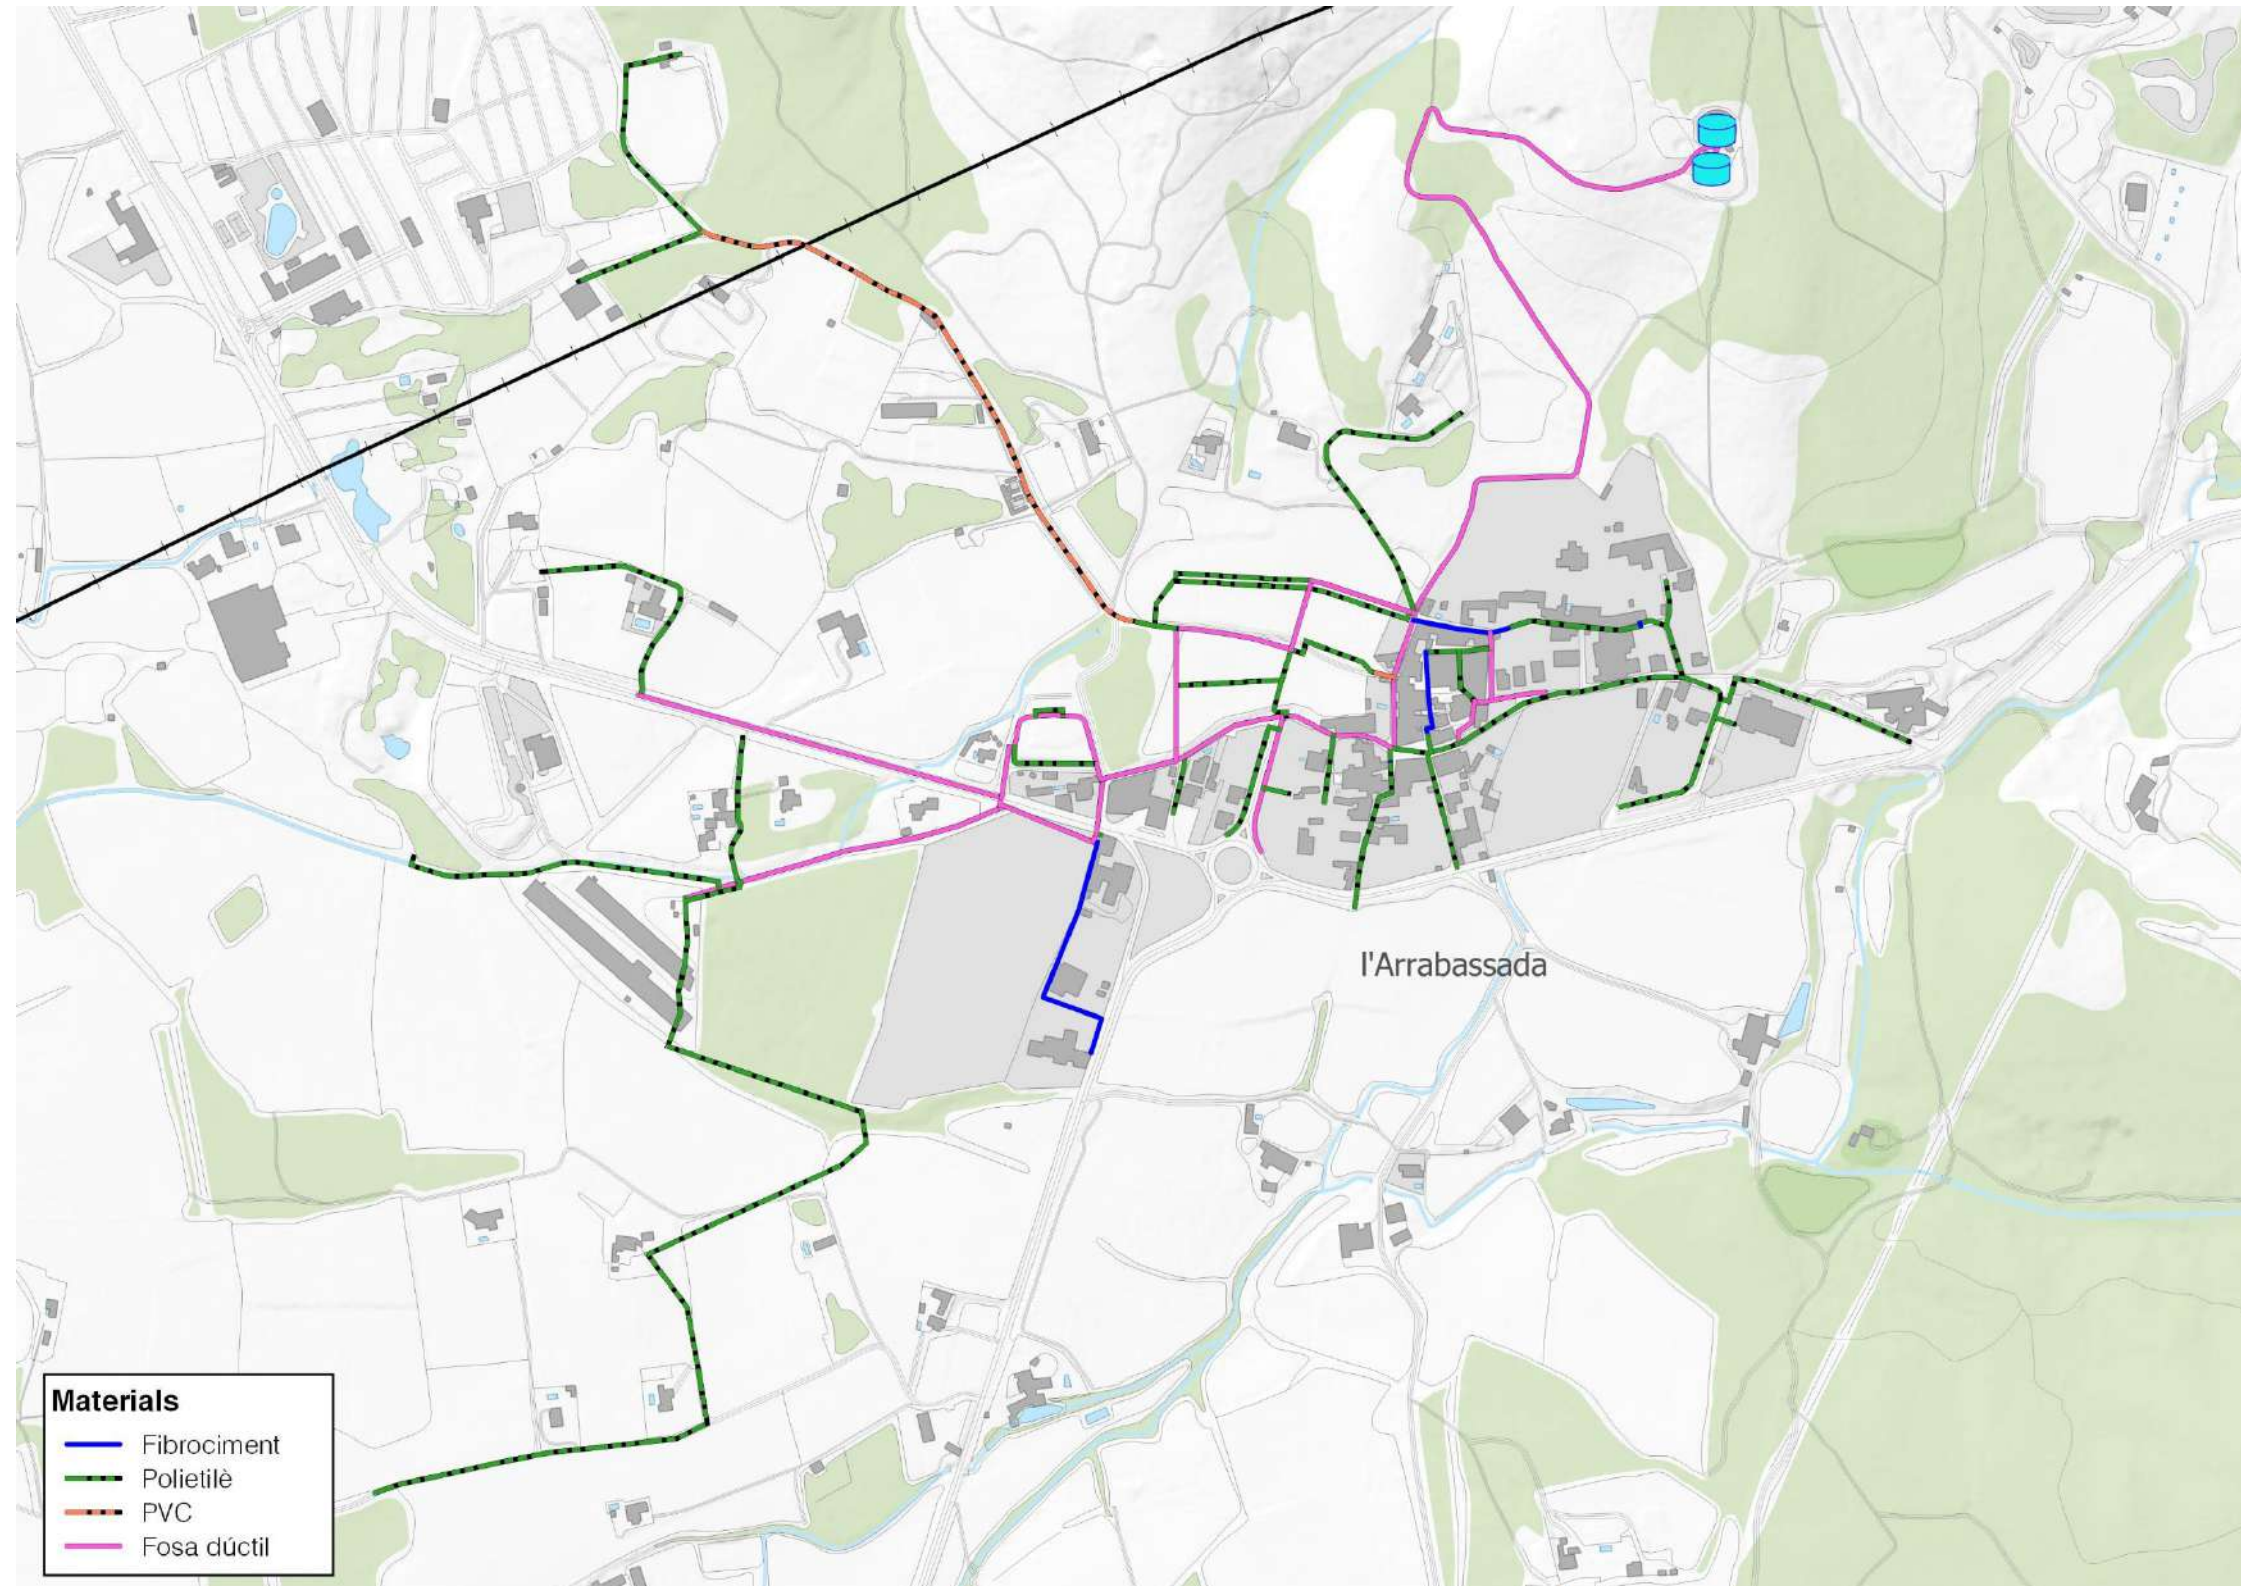 l'Arrabassada
Materials
Fibrociment
Polietilè
PVC
Fosa dúctil